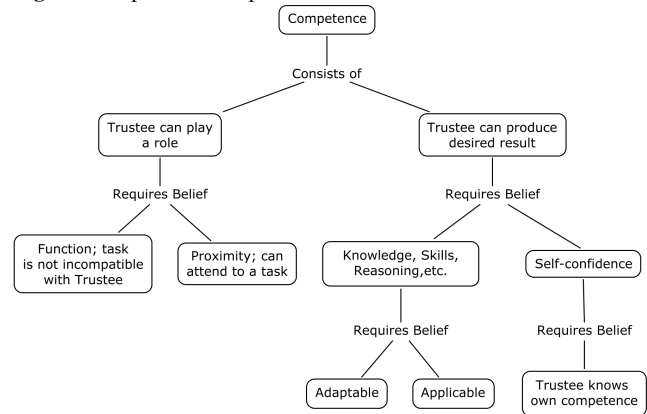 Competence
Consists of
Trustee can play
a role
Trustee can produce
desired result
Requires Belief
Requires Belief
Function; task
is not incompatible
with Trustee
Proximity; can
attend to a task
Knowledge, Skills,
Reasoning,etc.
Self-confidence
Requires Belief
Requires Belief
Adaptable
Applicable
Trustee knows
own competence